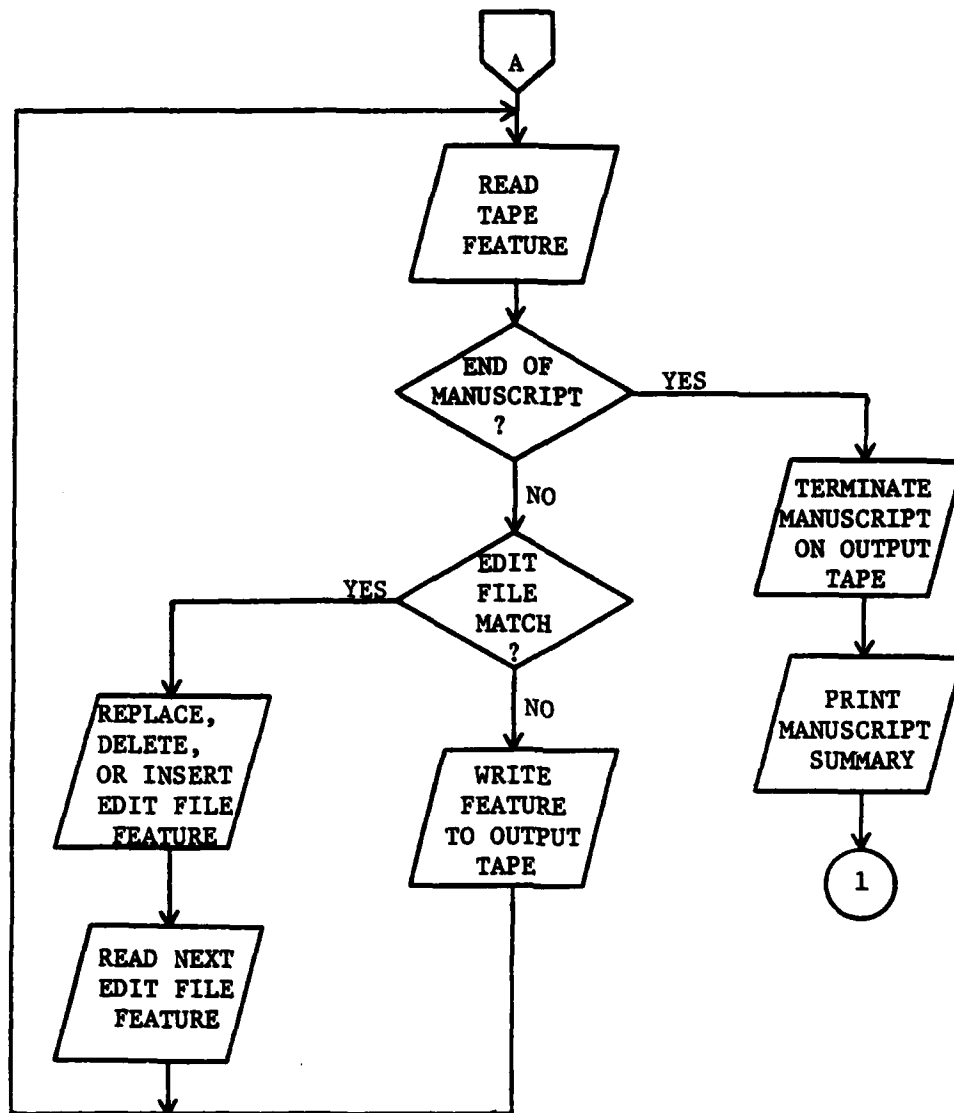 A
READ
TAPE
FEATURE
END OF
MANUSCRIPT
?
YES
NO
TERMINATE
MANUSCRIPT
ON OUTPUT
TAPE
EDIT
FILE
MATCH
?
YES
NO
PRINT
MANUSCRIPT
SUMMARY
REPLACE,
DELETE,
OR INSERT
EDIT FILE
FEATURE
WRITE
FEATURE
TO OUTPUT
TAPE
1
READ NEXT
EDIT FILE
FEATURE